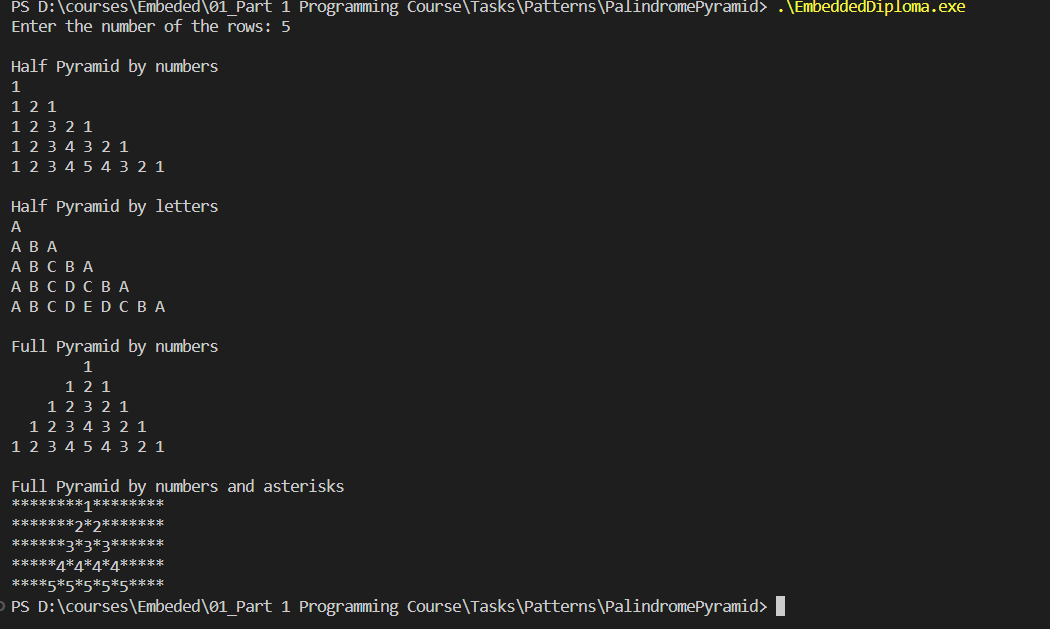 PS D:\courses\Embeded\01_Part 1 Programming Course\Tasks\Patterns\PalindromePyramid> .\EmbeddedDiploma.exe
Enter the number of the rows: 5

Half Pyramid by numbers
1
1 2 1
1 2 3 2 1
1 2 3 4 3 2 1
1 2 3 4 5 4 3 2 1

Half Pyramid by letters
A
A B A
A B C B A
A B C D C B A
A B C D E D C B A

Full Pyramid by numbers
        1
      1 2 1
    1 2 3 2 1
  1 2 3 4 3 2 1
1 2 3 4 5 4 3 2 1

Full Pyramid by numbers and asterisks
********1********
*******2*2*******
******3*3*3******
*****4*4*4*4*****
****5*5*5*5*5****
PS D:\courses\Embeded\01_Part 1 Programming Course\Tasks\Patterns\PalindromePyramid>